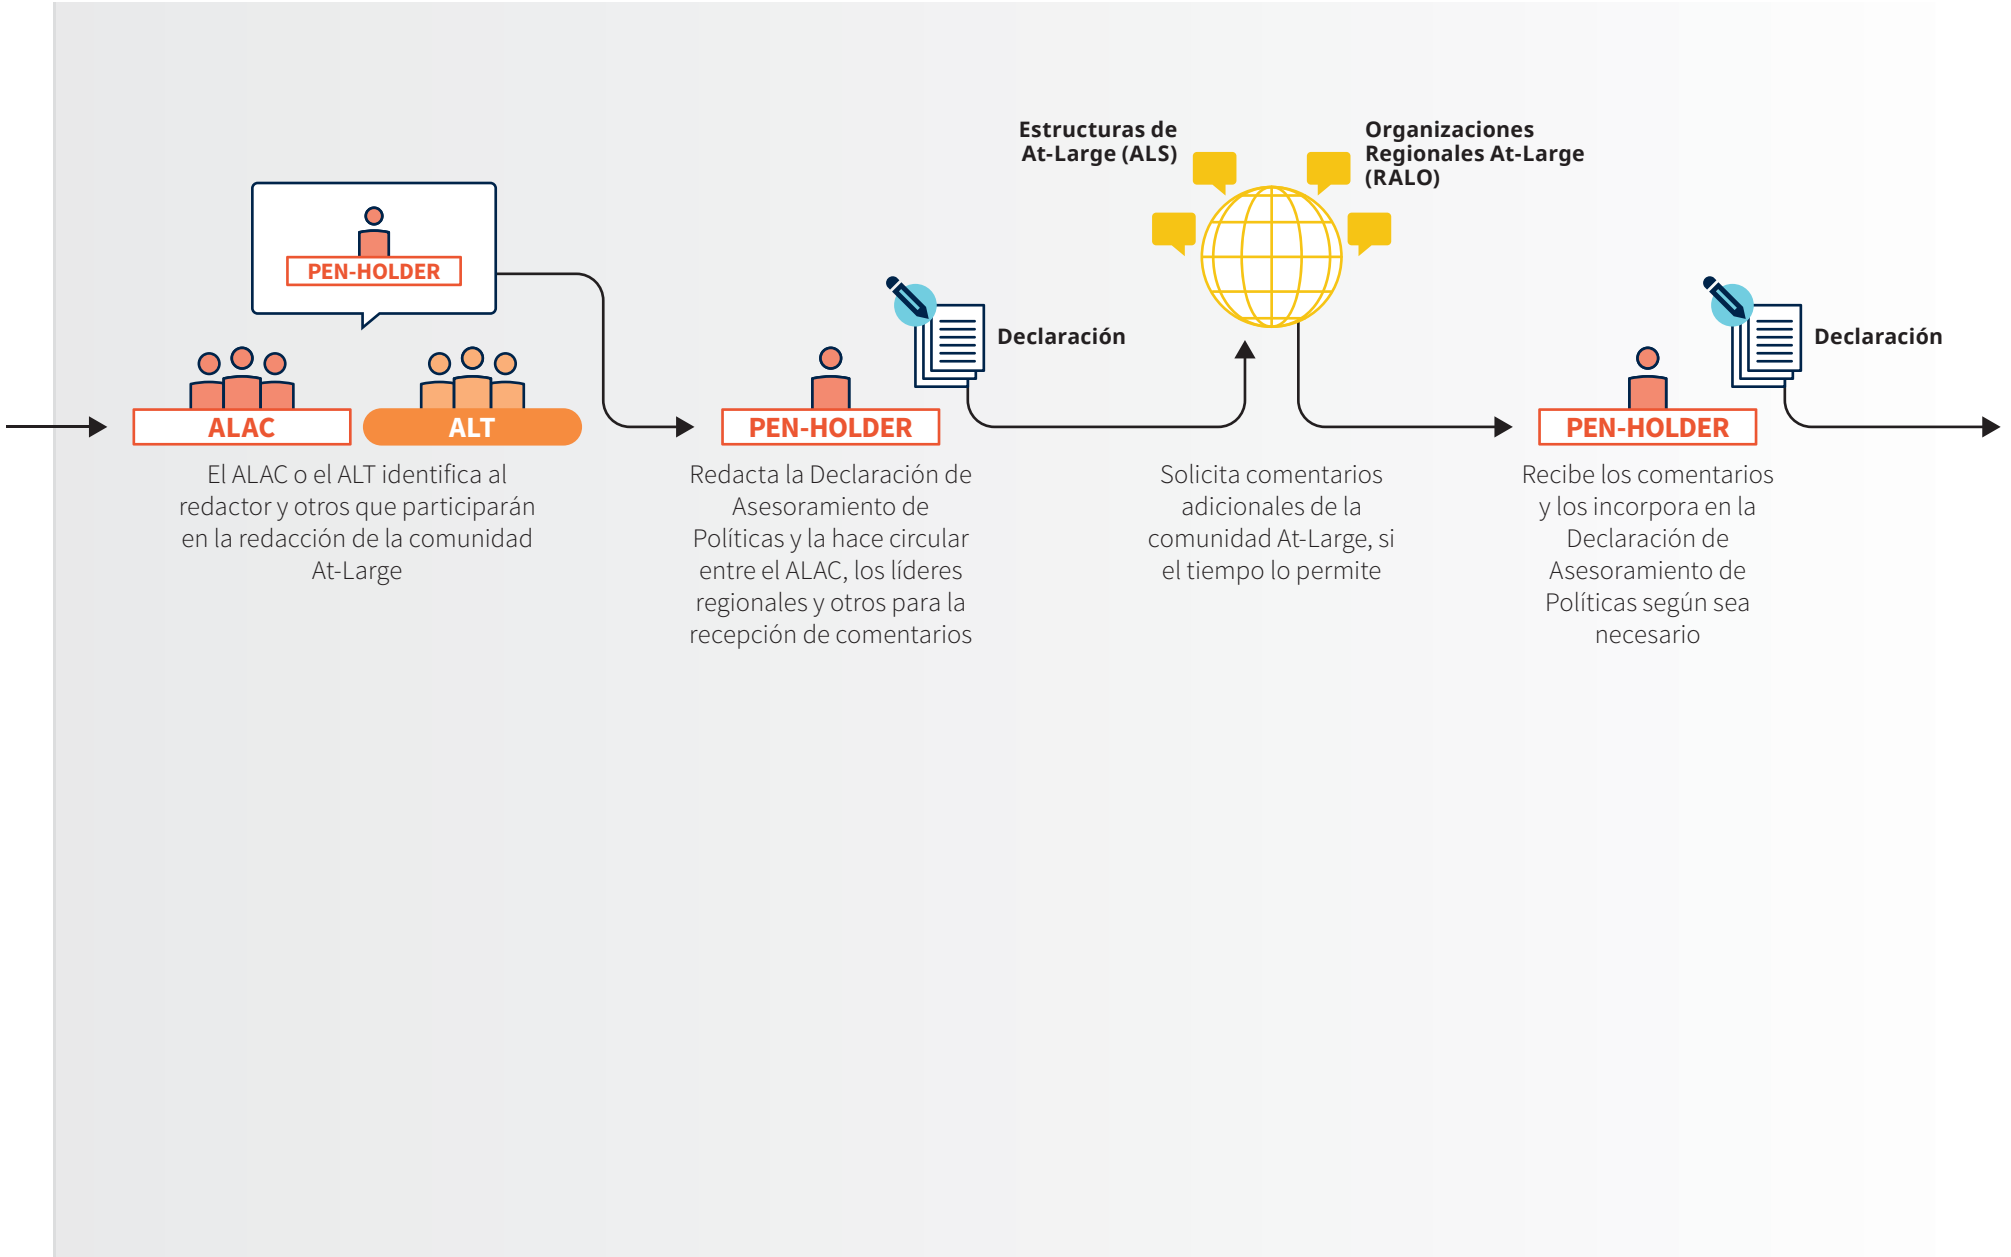 PEN-HOLDER
ALAC
ALT
El ALAC o el ALT identifica al
redactor y otros que participarán
en la redacción de la comunidad
At-Large
Declaración
PEN-HOLDER
Redacta la Declaración de
Asesoramiento de
Políticas y la hace circular
entre el ALAC, los líderes
regionales y otros para la
recepción de comentarios
Estructuras de
At-Large (ALS)
Organizaciones
Regionales At-Large
(RALO)
Solicita comentarios
adicionales de la
comunidad At-Large, si
el tiempo lo permite
Declaración
PEN-HOLDER
Recibe los comentarios
y los incorpora en la
Declaración de
Asesoramiento de
Políticas según sea
necesario